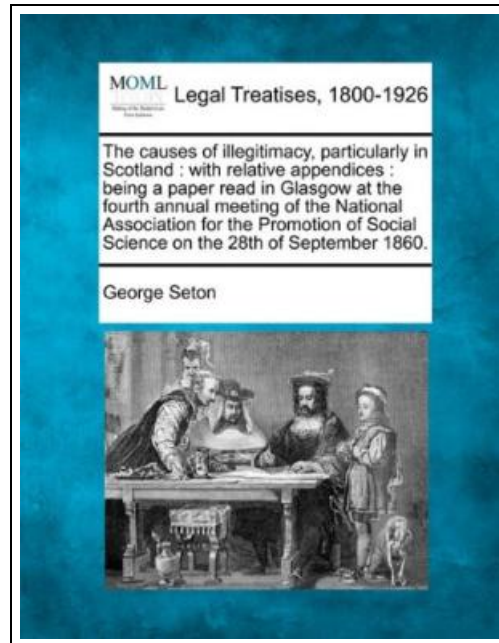 MOML
Legal Treatises, 1800-1926
The causes of illegitimacy, particularly in
Scotland : with relative appendices :
being a paper read in Glasgow at the
fourth annual meeting of the National
Association for the Promotion of Social
Science on the 28th of September 1860.
George Seton